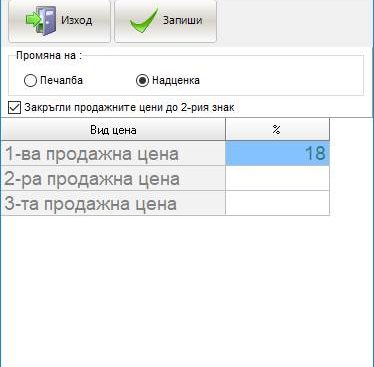 Изход
Запиши
Промяна на :
Печалба
Надценка
Закръгли продажните цени до 2-рия знак
Вид цена %
1-ва продажна цена 18
2-ра продажна цена
3-та продажна цена